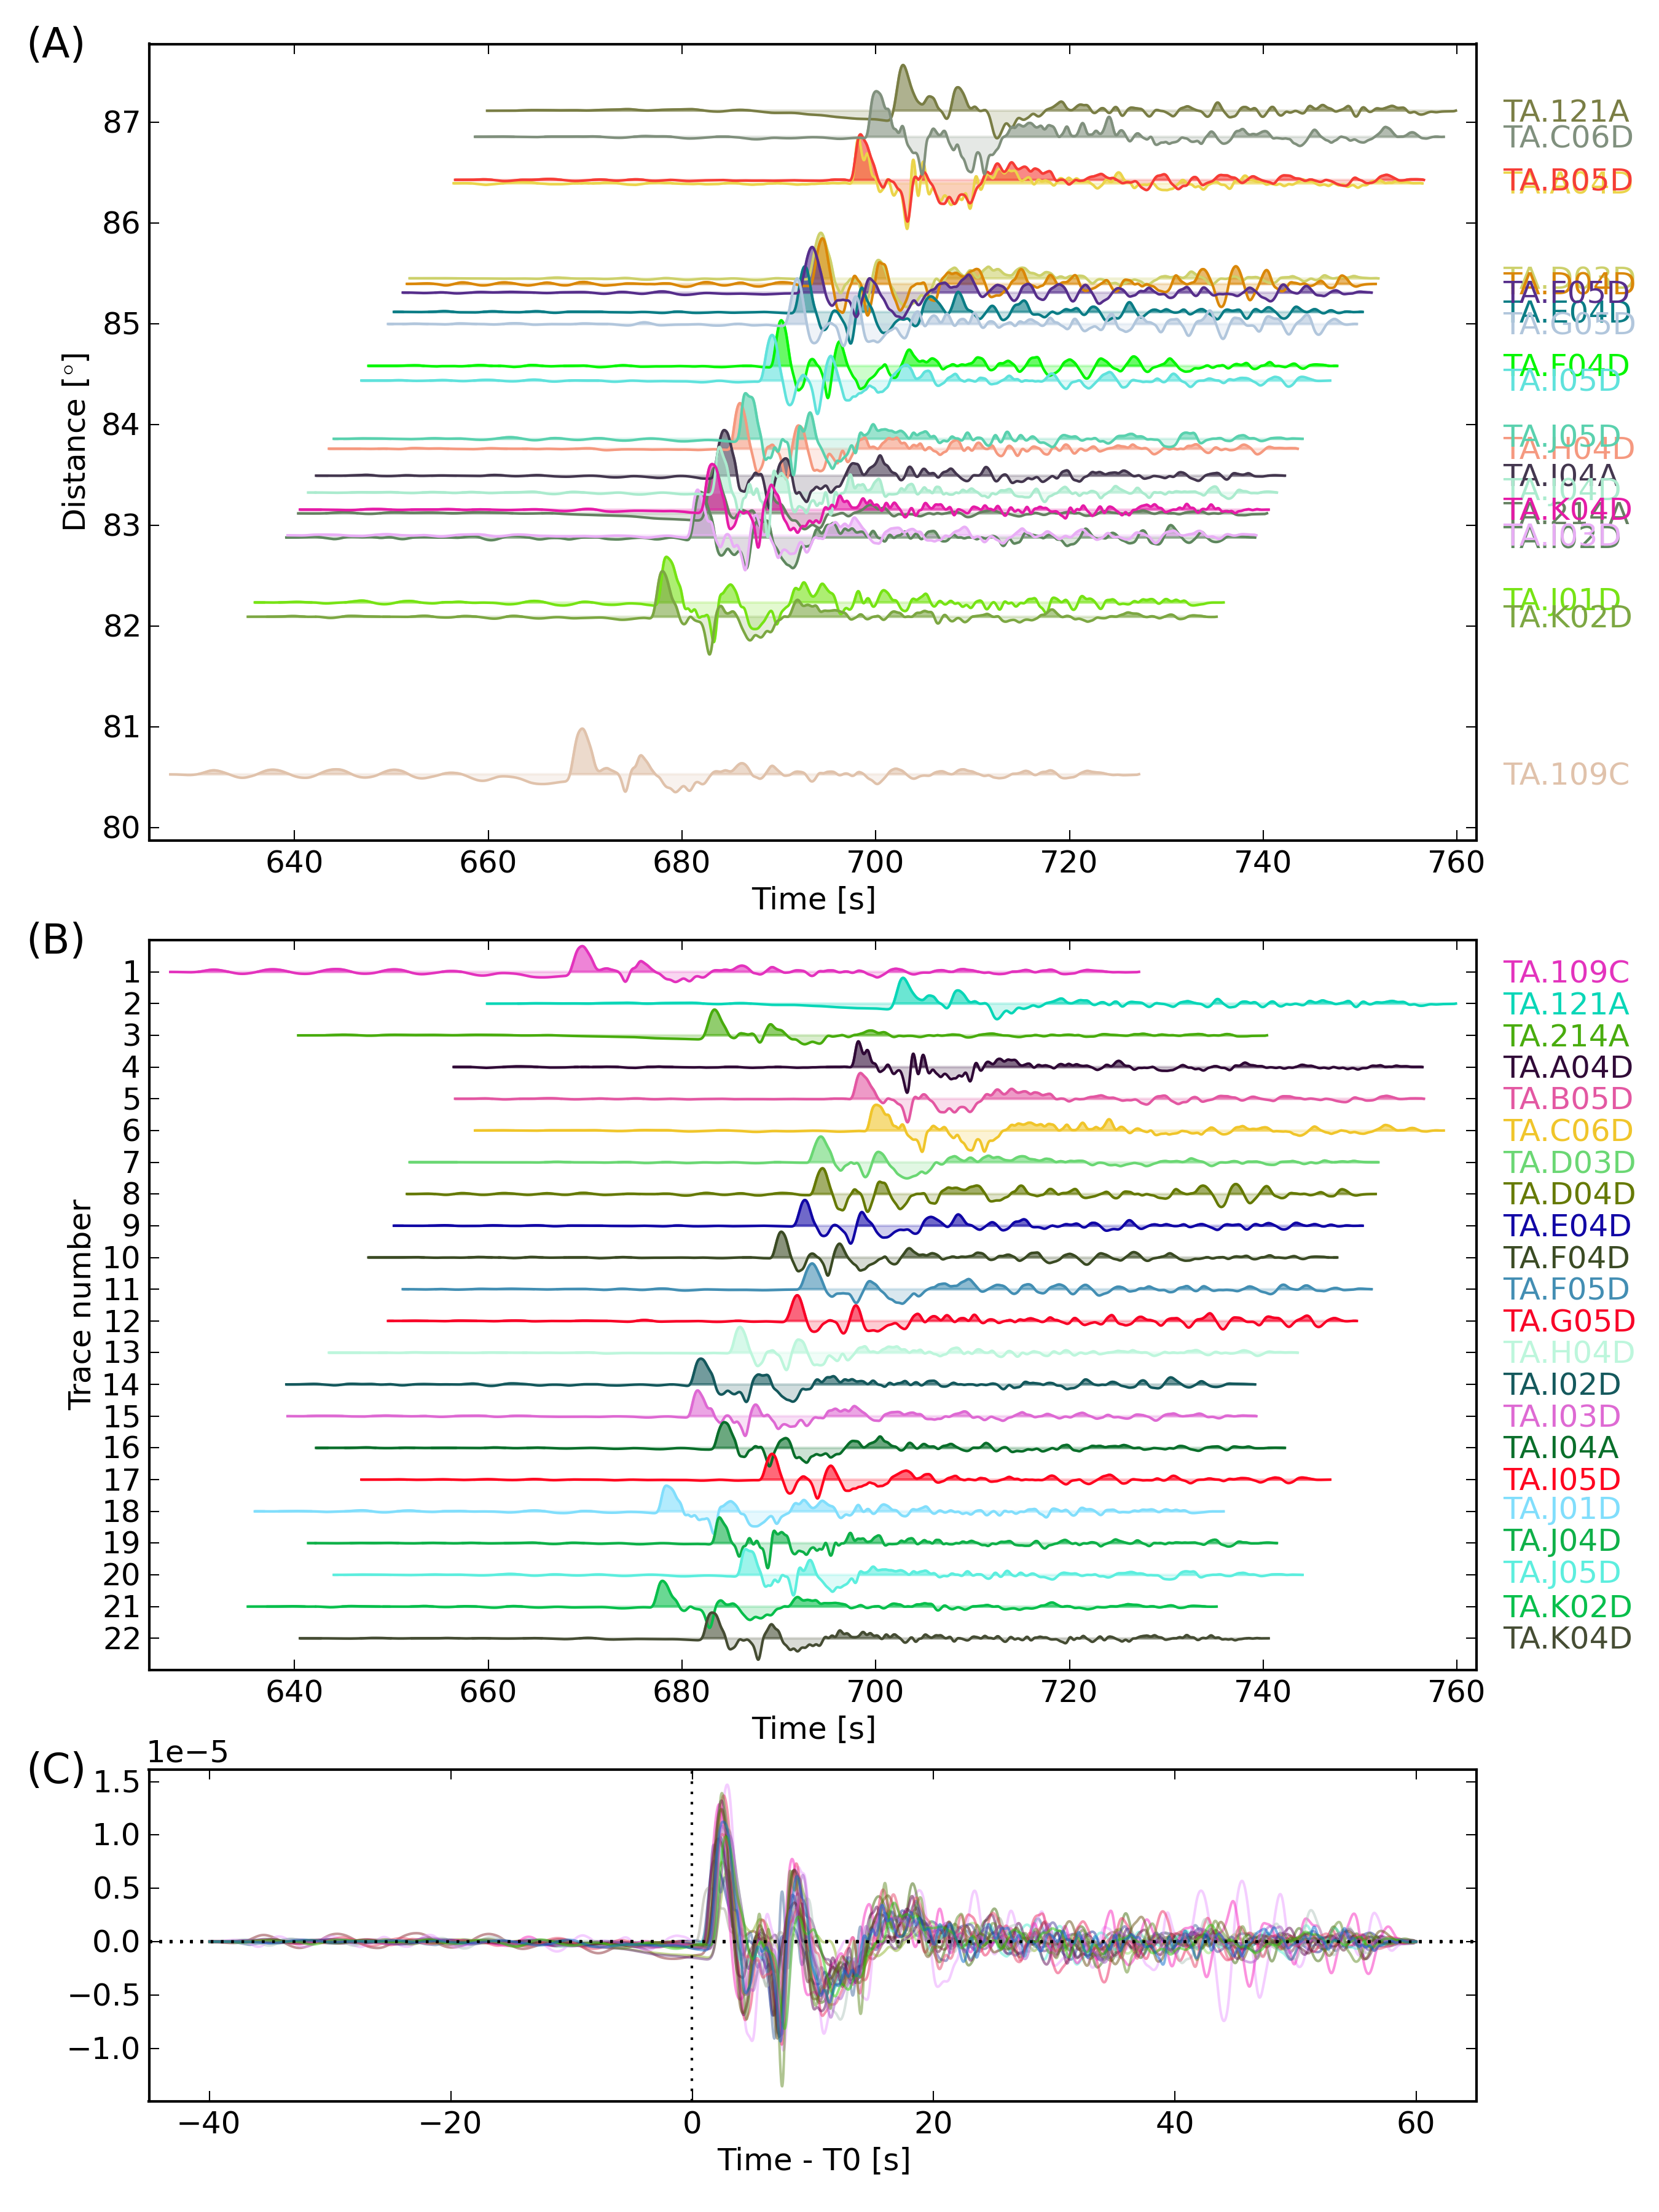 (A)
87
86
85
84
83
82
81
80
Distance [°]
640
660
680
700
720
740
760
Time [s]
TA.121A
TA.C06D
TA.B05D
TA.F05D
TA.E04D
TA.G05D
TA.F04D
TA.I05D
TA.J05D
TA.H04D
TA.I04A
TA.K04D
TA.I03D
TA.J01D
TA.K02D
TA.109C
(B)
Trace number
1
2
3
4
5
6
7
8
9
10
11
12
13
14
15
16
17
18
19
20
21
22
TA.109C
TA.121A
TA.214A
TA.A04D
TA.B05D
TA.C06D
TA.D03D
TA.D04D
TA.E04D
TA.F04D
TA.F05D
TA.G05D
TA.H04D
TA.I02D
TA.I03D
TA.I04A
TA.I05D
TA.J01D
TA.J04D
TA.J05D
TA.K02D
TA.K04D
640
660
680
700
720
740
760
Time [s]
(C)
1e−5
1.5
1.0
0.5
0.0
−0.5
−1.0
−40
−20
0
20
40
60
Time - T0 [s]